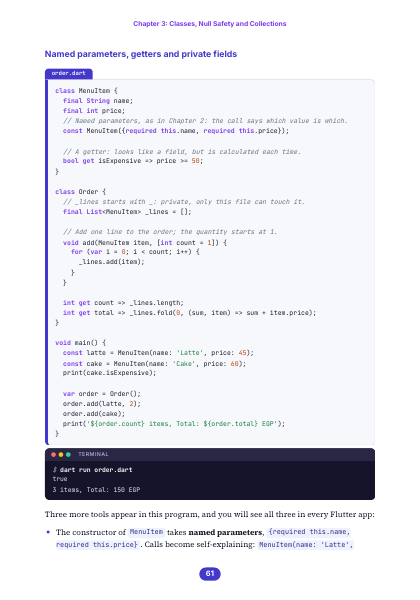 Chapter 3: Classes, Null Safety and Collections
Named parameters, getters and private fields
order.dart
class MenuItem {
  final String name;
  final int price;
  // Named parameters, as in Chapter 2: the call says which value is which.
  const MenuItem({required this.name, required this.price});

  // A getter: looks like a field, but is calculated each time.
  bool get isExpensive => price >= 50;
}

class Order {
  // _lines starts with _: private, only this file can touch it.
  final List<MenuItem> _lines = [];

  // Add one line to the order; the quantity starts at 1.
  void add(MenuItem item, [int count = 1]) {
    for (var i = 0; i < count; i++) {
      _lines.add(item);
    }
  }

  int get count => _lines.length;
  int get total => _lines.fold(0, (sum, item) => sum + item.price);
}

void main() {
  const latte = MenuItem(name: 'Latte', price: 45);
  const cake = MenuItem(name: 'Cake', price: 60);
  print(cake.isExpensive);

  var order = Order();
  order.add(latte, 2);
  order.add(cake);
  print('${order.count} items, Total: ${order.total} EGP');
}
TERMINAL
$ dart run order.dart
true
3 items, Total: 150 EGP
Three more tools appear in this program, and you will see all three in every Flutter app:
• The constructor of MenuItem takes named parameters, {required this.name,
required this.price} . Calls become self-explaining: MenuItem(name: 'Latte',
61